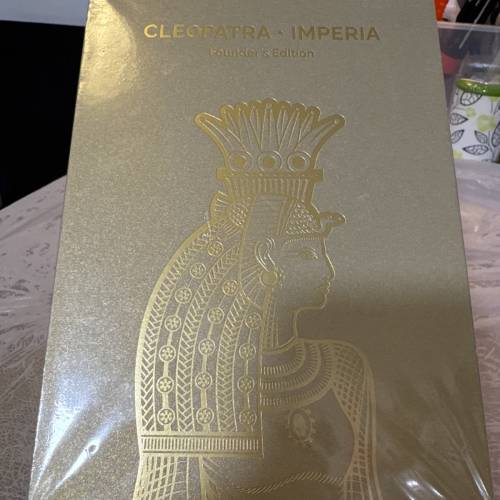 CLEOPATRA · IMPERIA
Founder's Edition